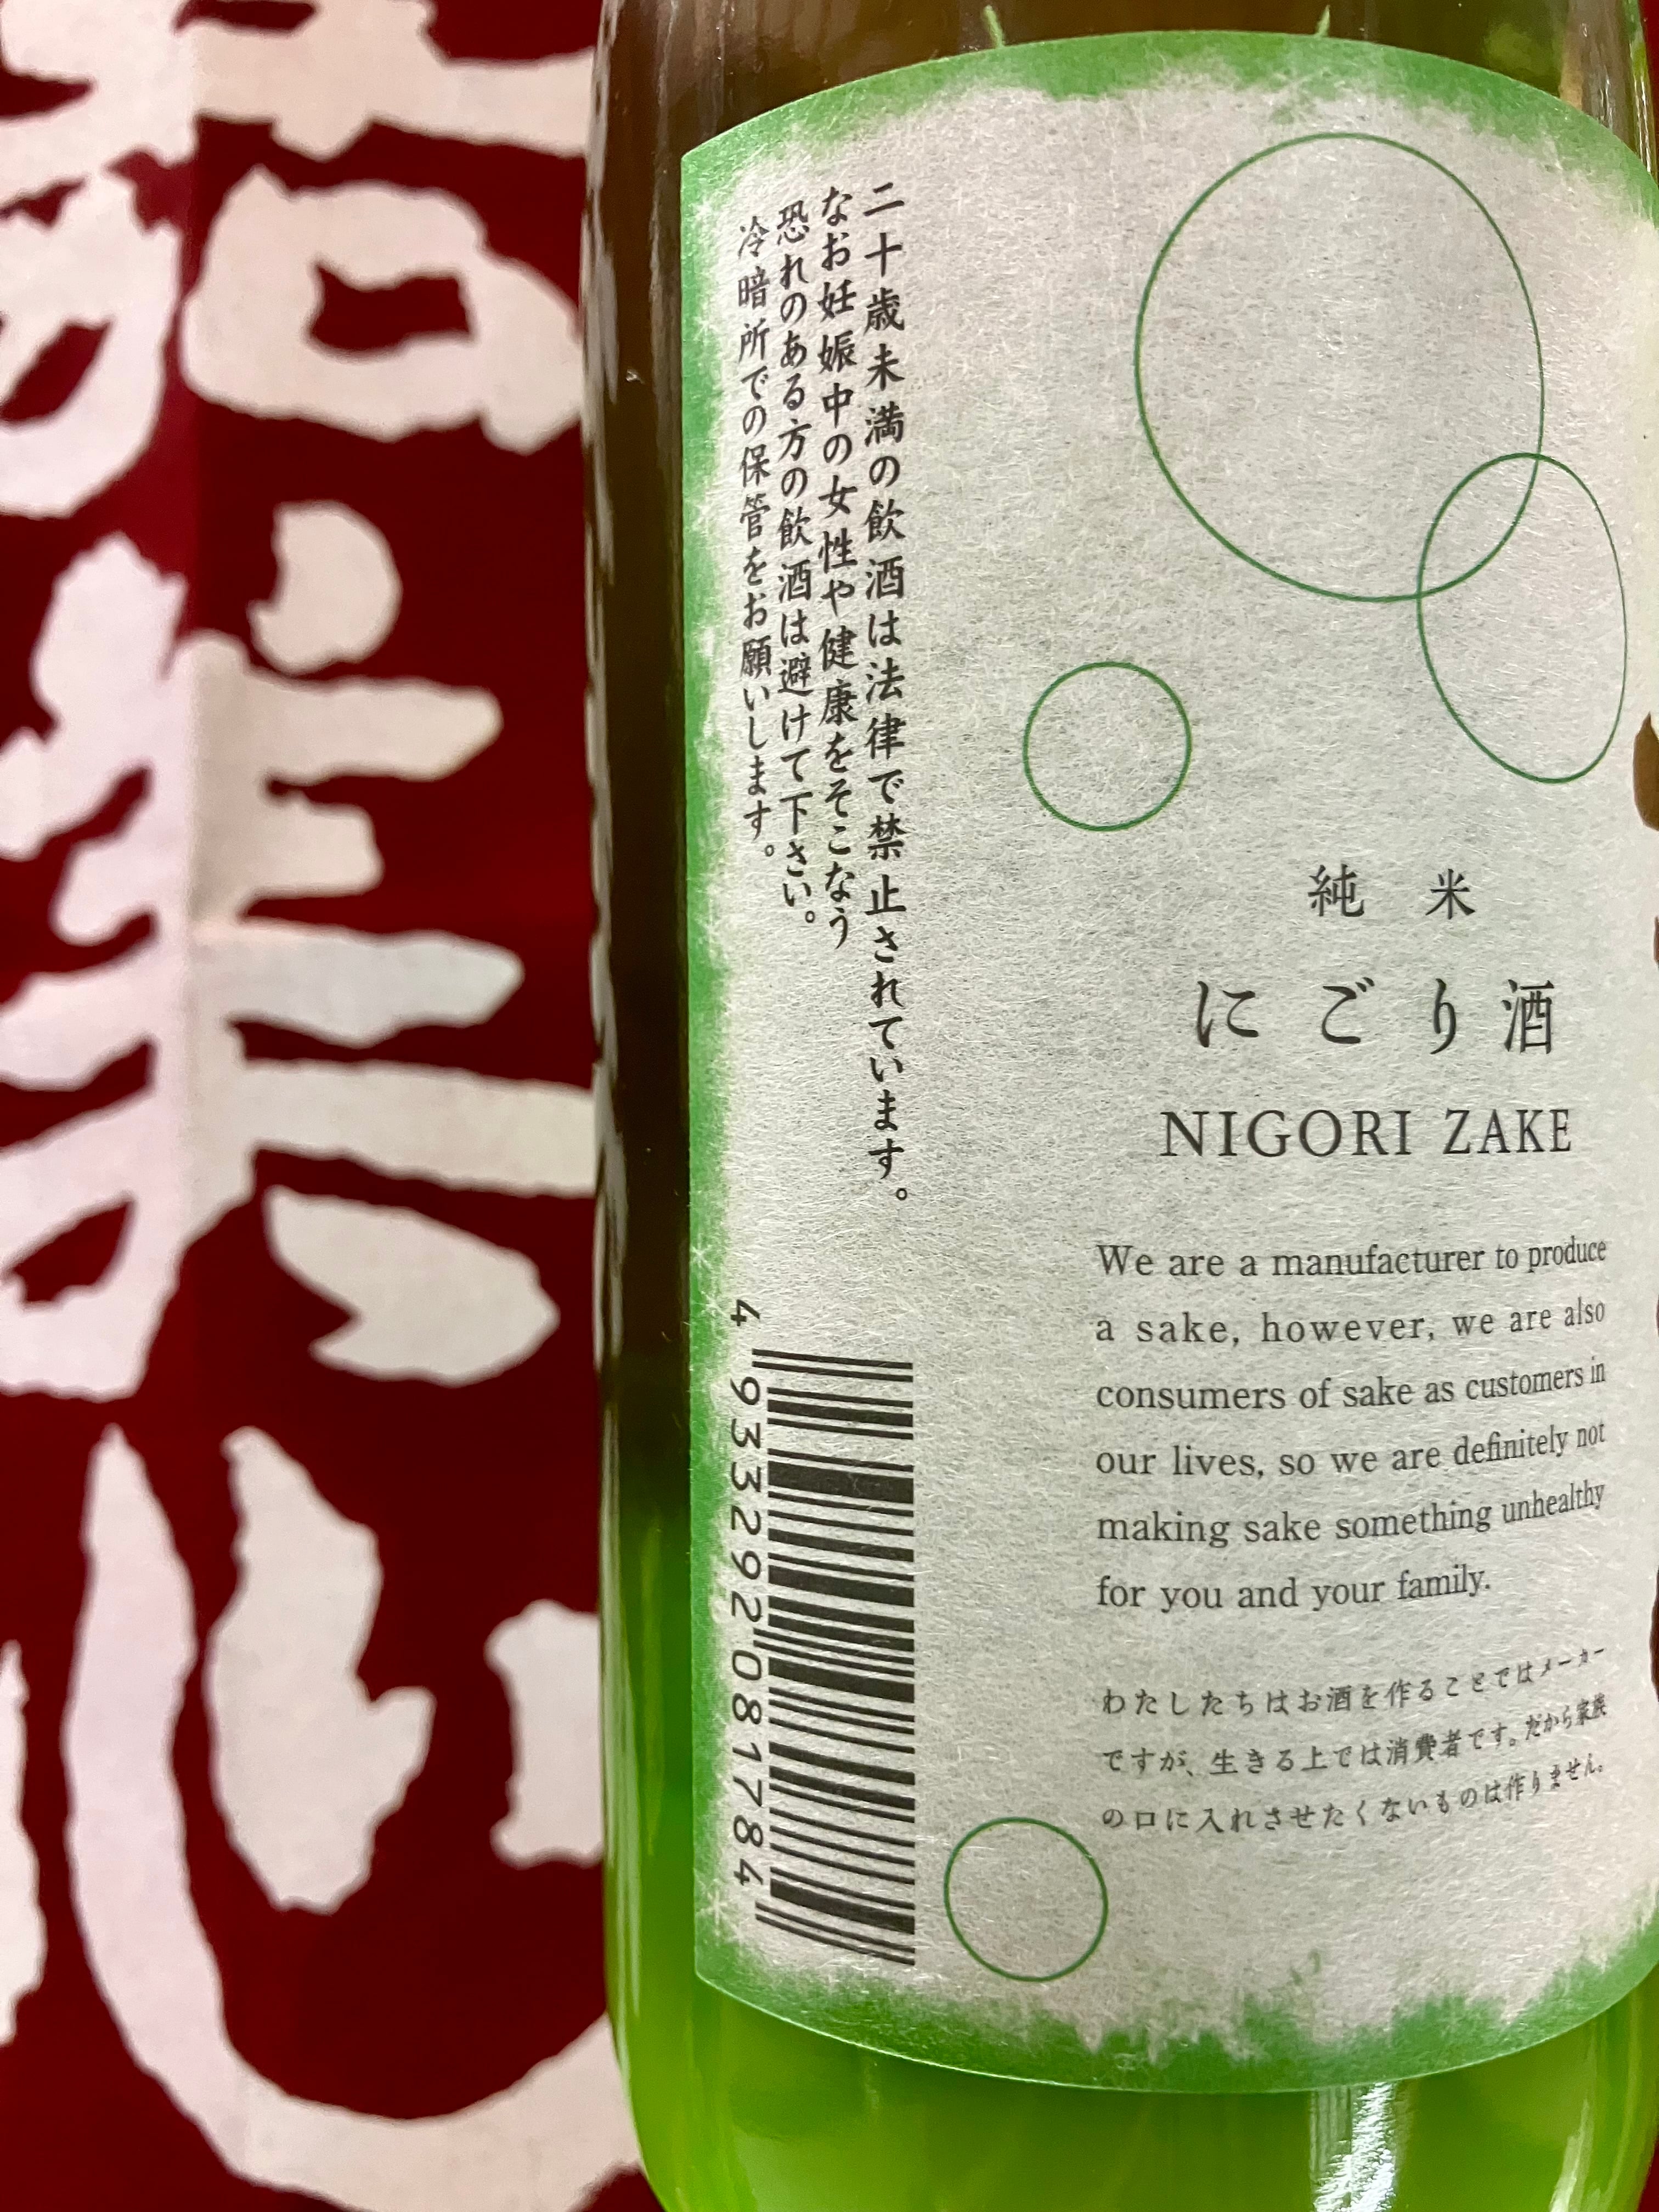 二十歳未満の飲酒は法律で禁止されています。
なお妊娠中の女性や健康をそこなう
恐れのある方の飲酒は避けて下さい。
冷暗所での保管をお願いします。
純米
にごり酒
NIGORI ZAKE
We are a manufacturer to produce
a sake, however, we are also
consumers of sake as customers in
our lives, so we are definitely not
making sake something unhealthy
for you and your family.
わたしたちはお酒を作ることではメーカー
ですが、生きる上では消費者です。だから家族
の口に入れさせたくないものは作りません。
4 933292 081784